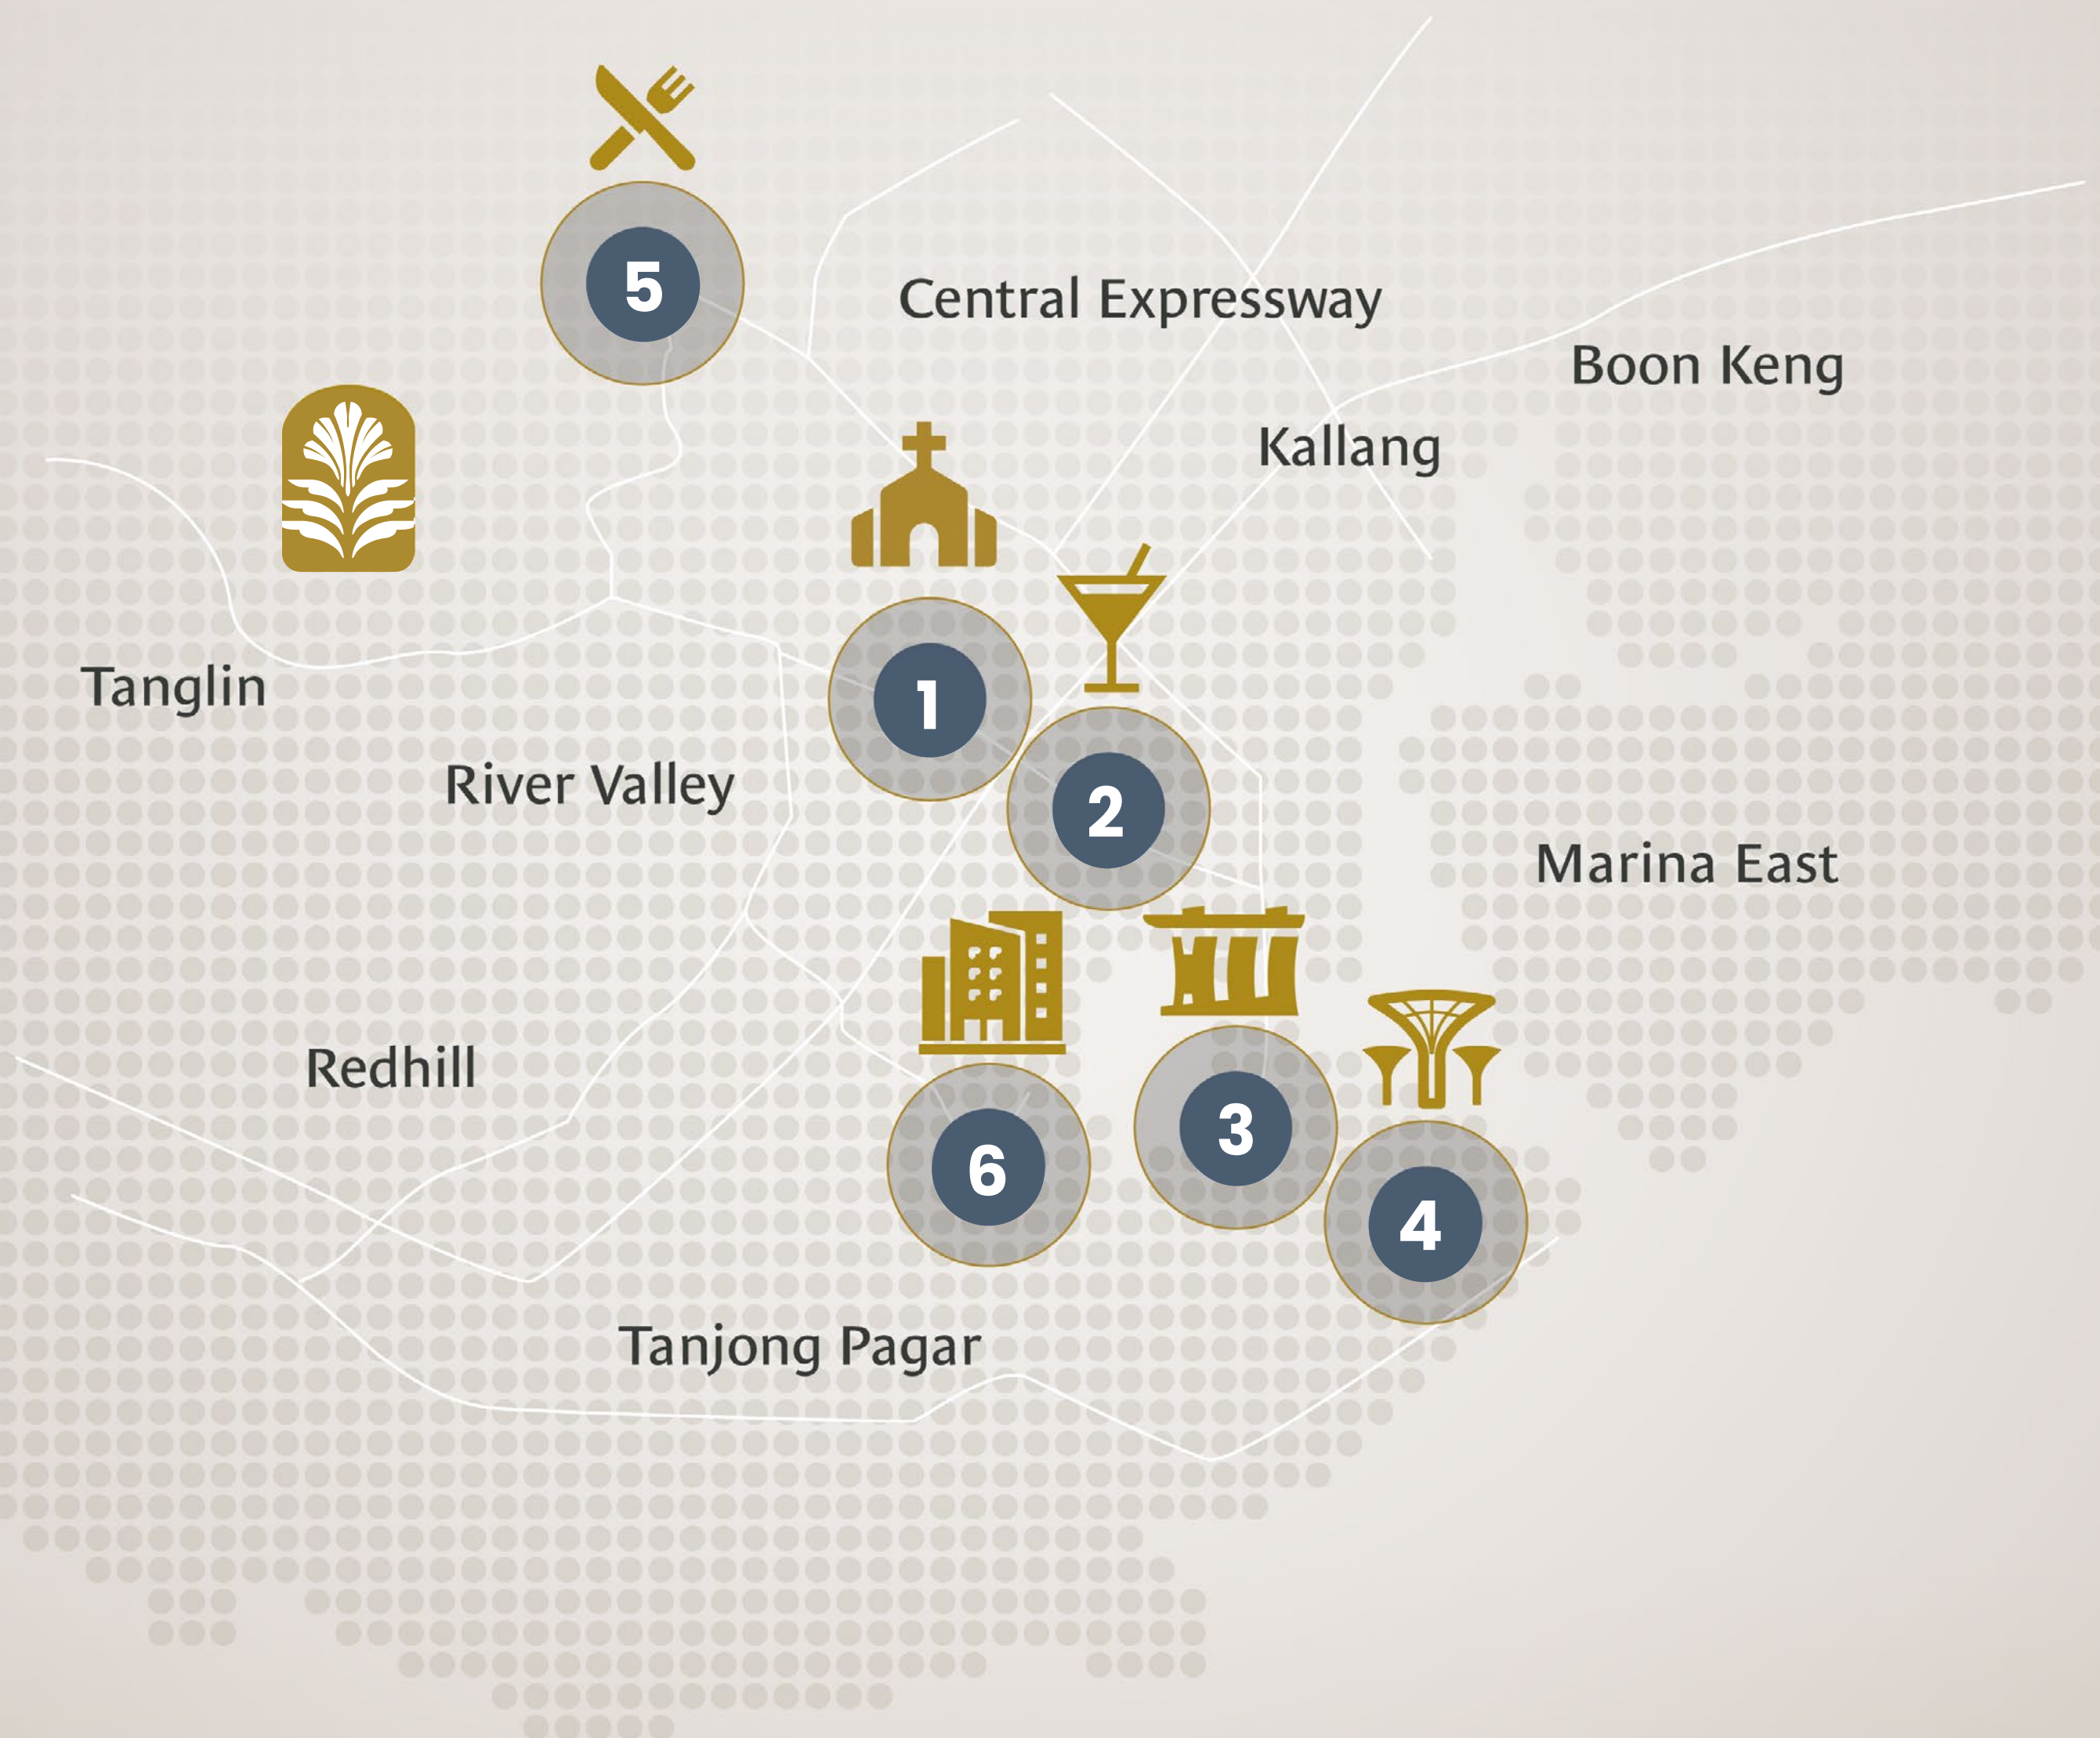 5
Central Expressway
Boon Keng
Kallang
Tanglin
1
River Valley
2
Marina East
Redhill
3
6
4
Tanjong Pagar